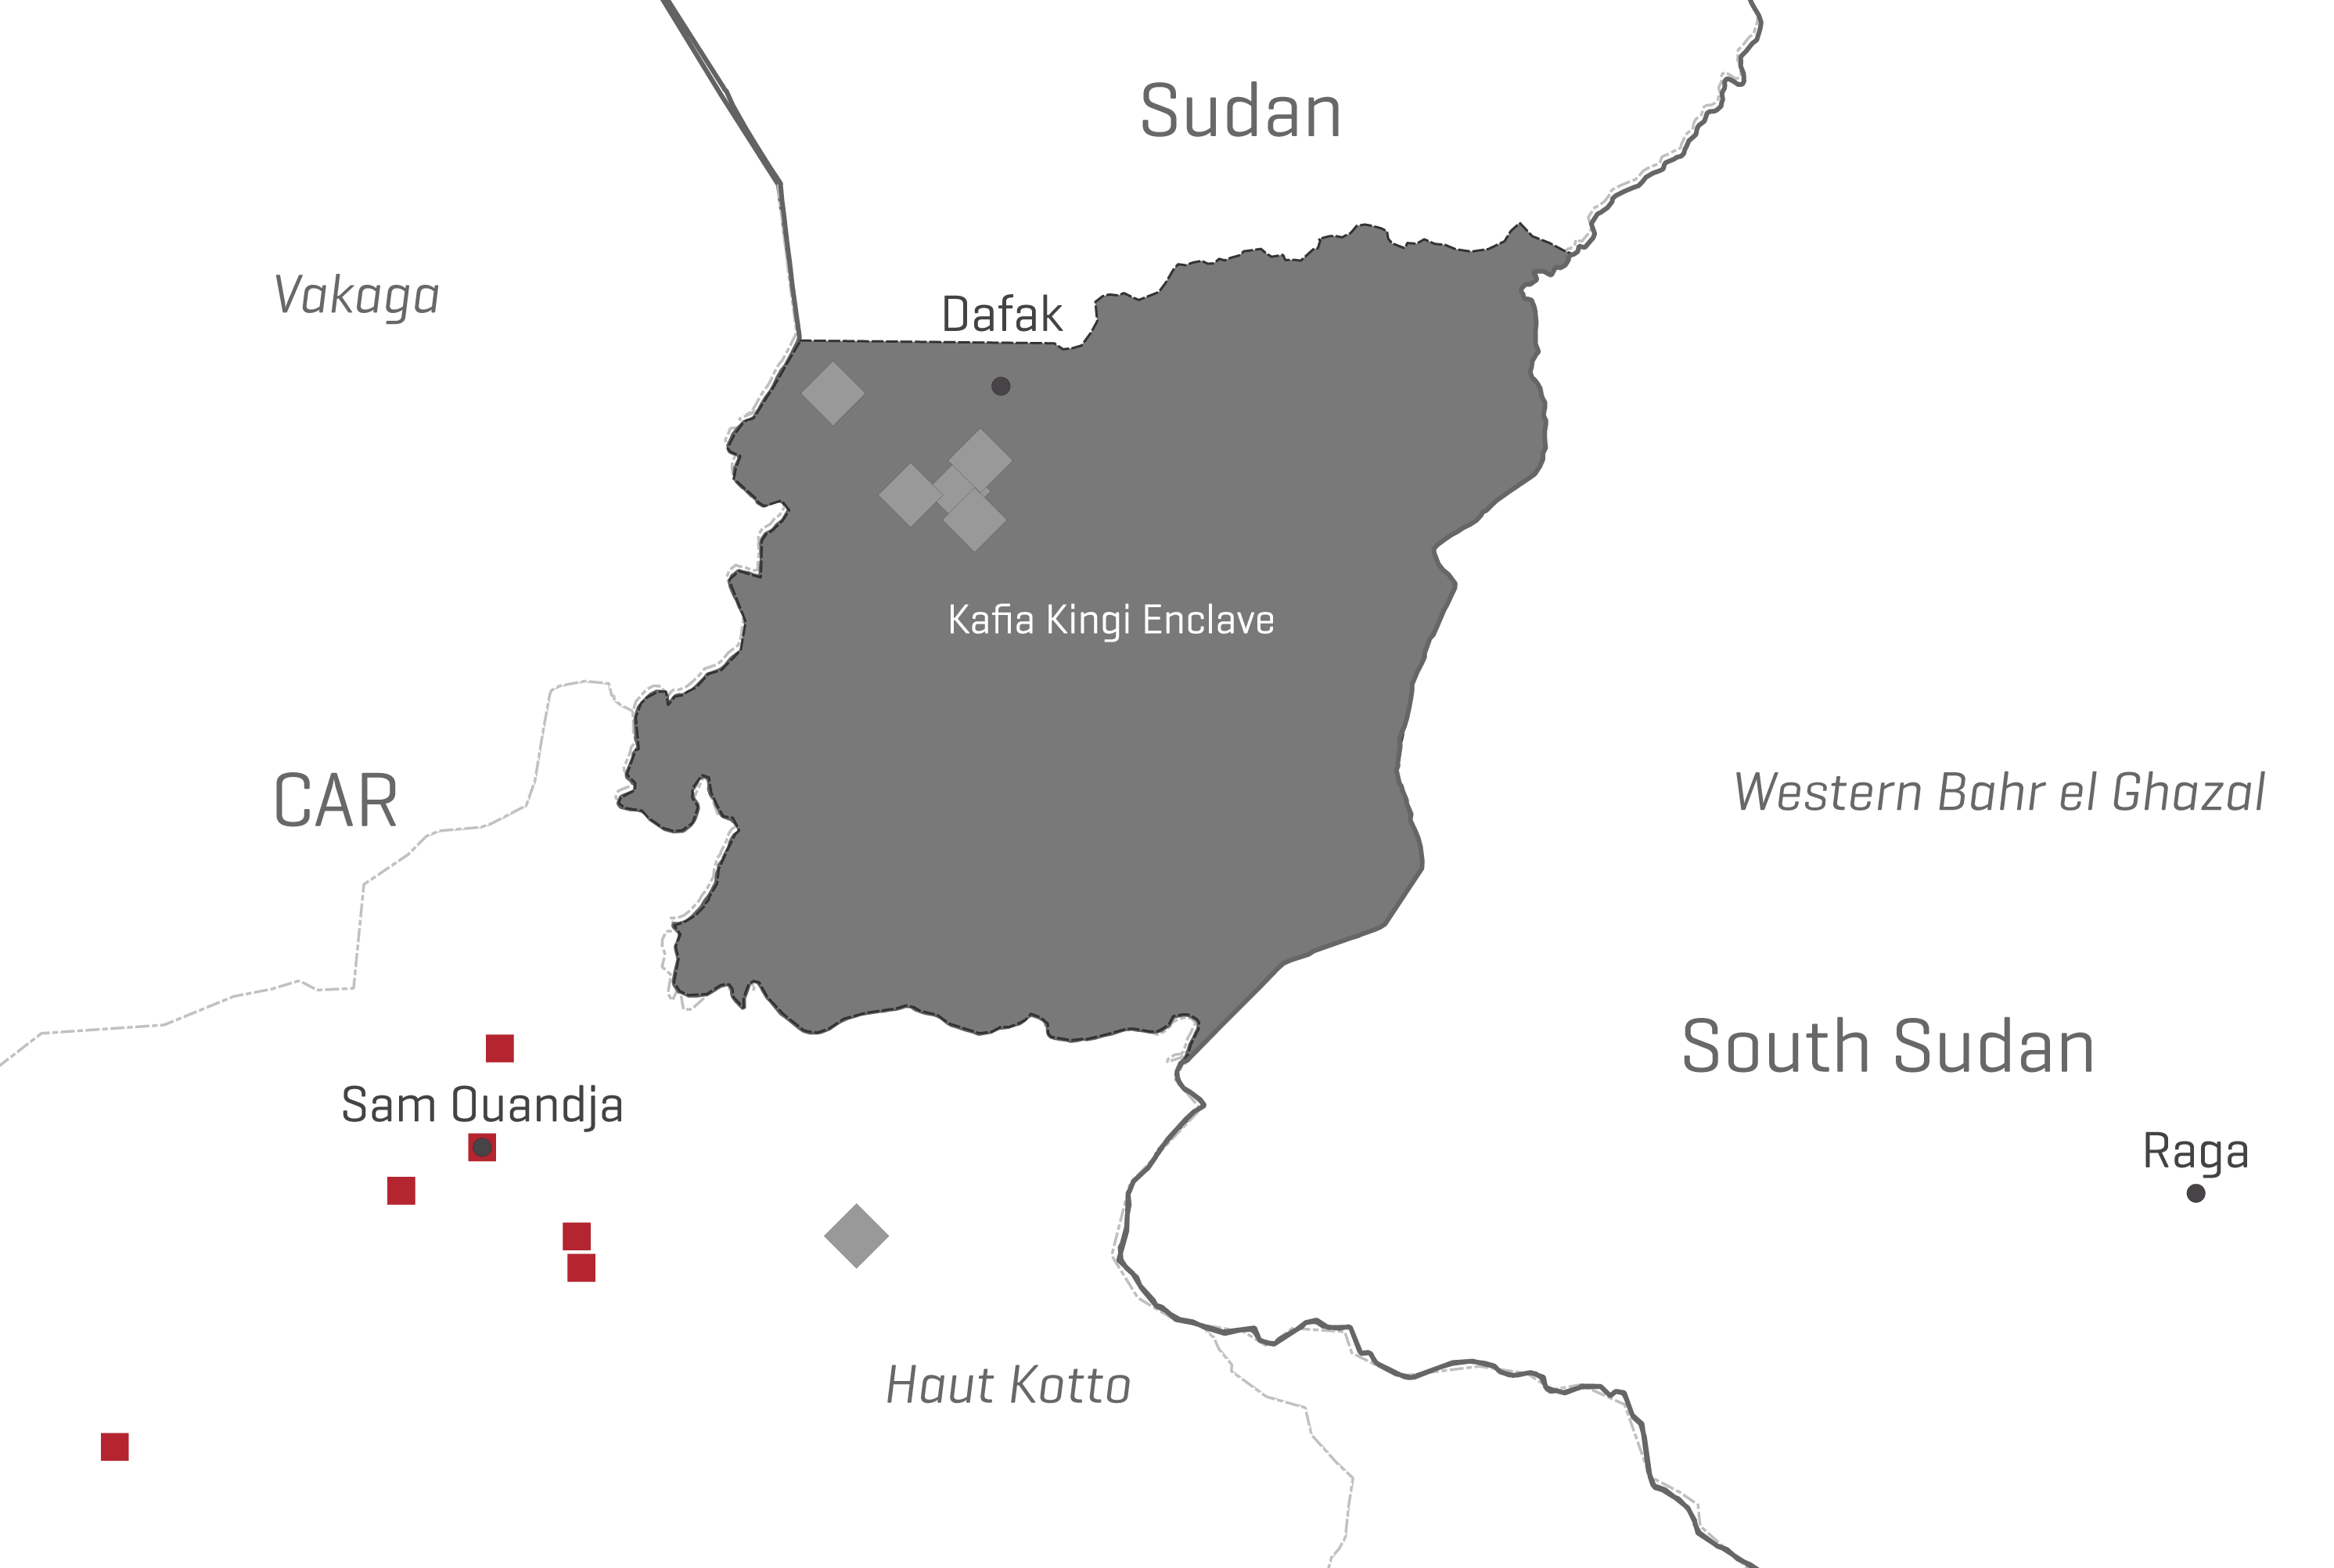 Sudan
Vakaga
Dafak
Kafia Kingi Enclave
CAR
Western Bahr el Ghazal
South Sudan
Sam Ouandja
Raga
Haut Kotto